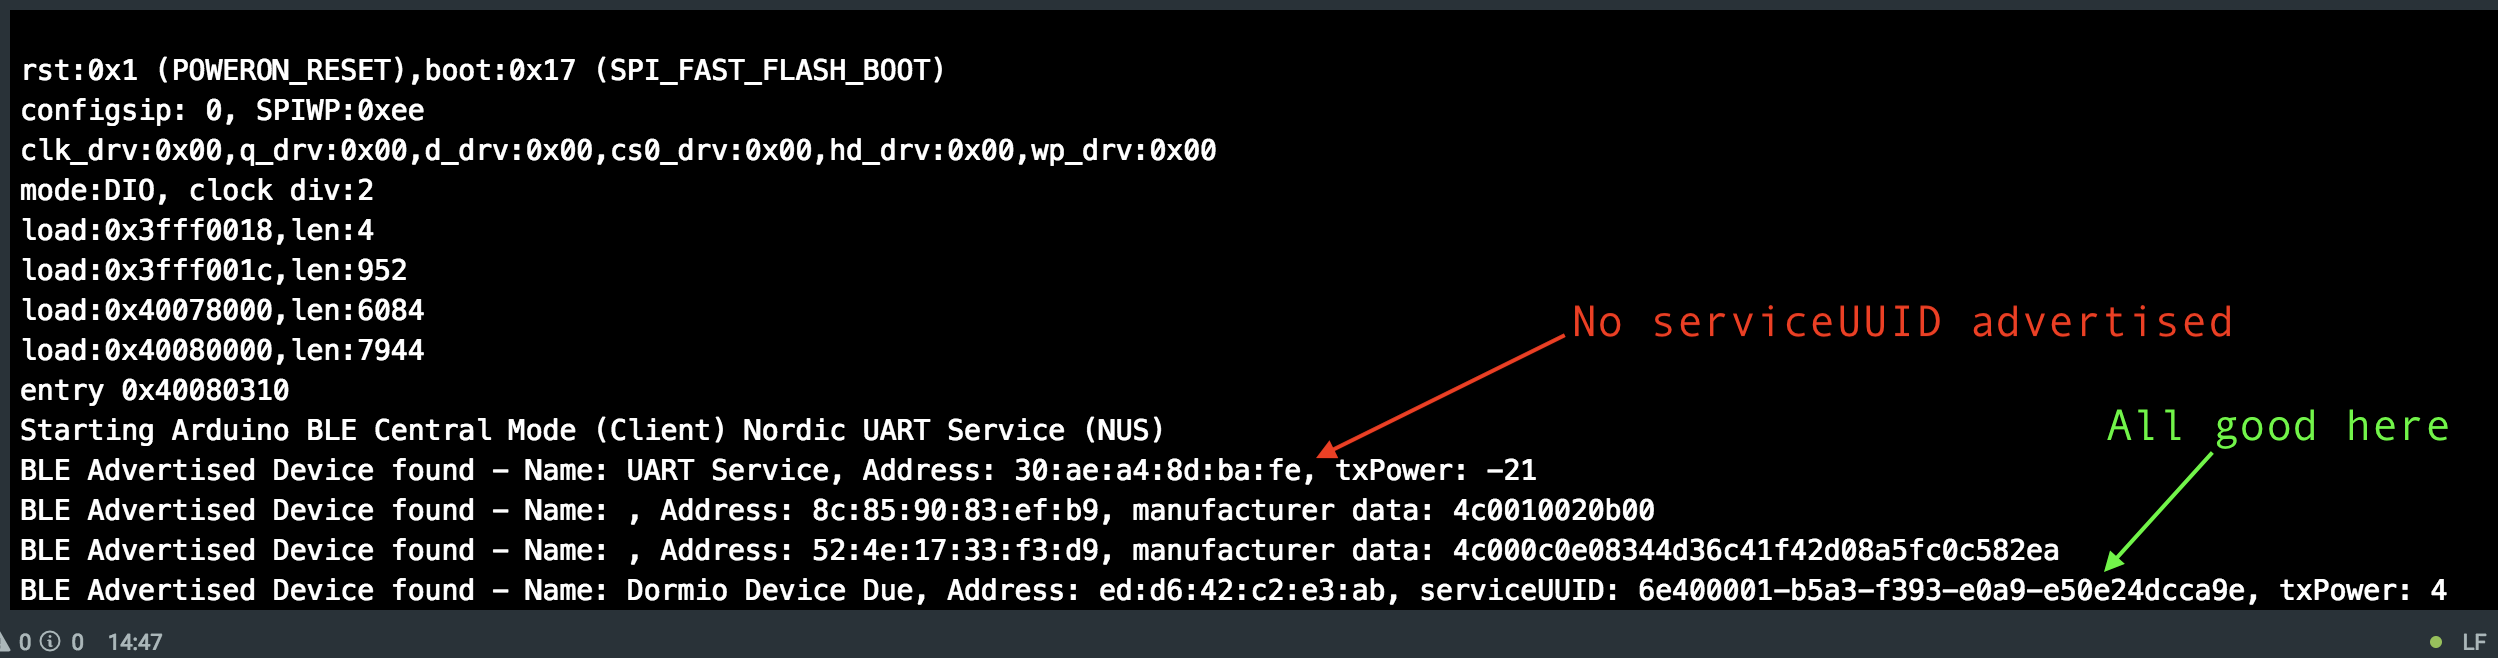 rst:0x1 (POWERON_RESET),boot:0x17 (SPI_FAST_FLASH_BOOT)
configsip: 0, SPIWP:0xee
clk_drv:0x00,q_drv:0x00,d_drv:0x00,cs0_drv:0x00,hd_drv:0x00,wp_drv:0x00
mode:DIO, clock div:2
load:0x3fff0018,len:4
load:0x3fff001c,len:952
load:0x40078000,len:6084
No serviceUUID advertised
load:0x40080000,len:7944
entry 0x40080310
All good here
Starting Arduino BLE Central Mode (Client) Nordic UART Service (NUS)
BLE Advertised Device found - Name: UART Service, Address: 30:ae:a4:8d:ba:fe, txPower: -21
BLE Advertised Device found - Name: , Address: 8c:85:90:83:ef:b9, manufacturer data: 4c0010020b00
BLE Advertised Device found - Name: , Address: 52:4e:17:33:f3:d9, manufacturer data: 4c000c0e08344d36c41f42d08a5fc0c582ea
BLE Advertised Device found - Name: Dormio Device Due, Address: ed:d6:42:c2:e3:ab, serviceUUID: 6e400001-b5a3-f393-e0a9-e50e24dcca9e, txPower: 4
0 0 14:47 LF